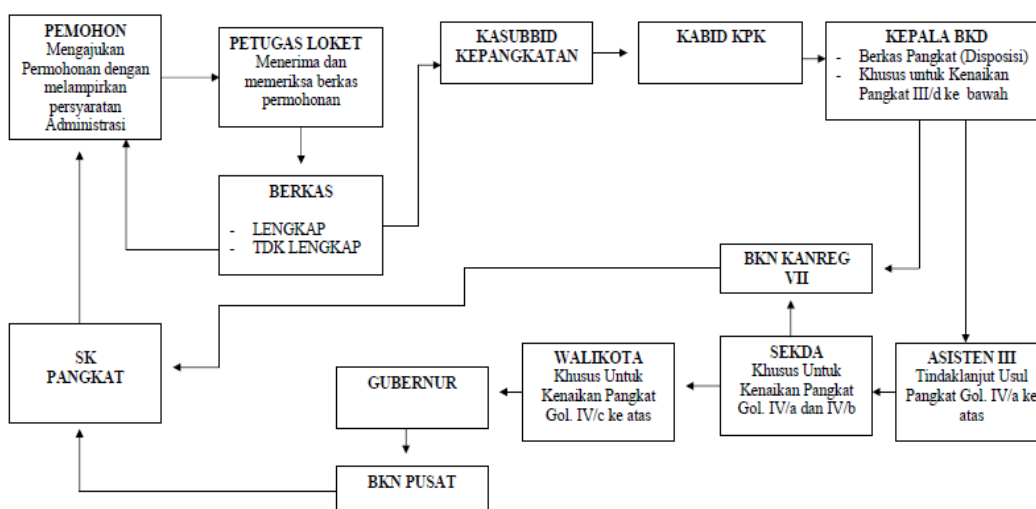 PEMOHON
Mengajukan
Permohonan dengan
melampirkan
persyaratan
Administrasi
PETUGAS LOKET
Menerima dan
memeriksa berkas
permohonan
KASUBBID
KEPANGKATAN
KABID KPK
KEPALA BKD
- Berkas Pangkat (Disposisi)
- Khusus untuk Kenaikan
Pangkat III/d ke bawah
BERKAS
- LENGKAP
- TDK LENGKAP
BKN KANREG
VII
SK
PANGKAT
GUBERNUR
WALIKOTA
Khusus Untuk
Kenaikan Pangkat
Gol. IV/c ke atas
SEKDA
Khusus Untuk
Kenaikan Pangkat
Gol. IV/a dan IV/b
ASISTEN III
Tindaklanjut Usul
Pangkat Gol. IV/a ke
atas
BKN PUSAT